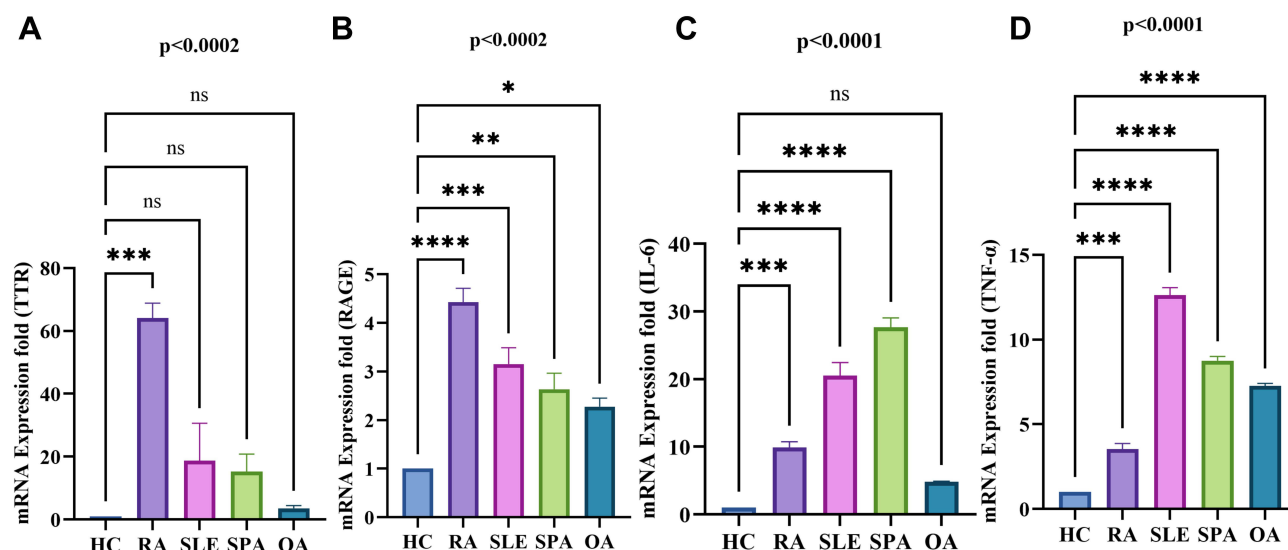 A
p<0.0002
ns
ns
ns
***
mRNA Expression fold (TTR)
80
60
40
20
0
HC RA SLE SPA OA
B
p<0.0002
*
**
***
****
mRNA Expression fold (RAGE)
5
4
3
2
1
0
HC RA SLE SPA OA
C
p<0.0001
ns
****
****
***
mRNA Expression fold (IL-6)
40
30
20
10
0
HC RA SLE SPA OA
D
p<0.0001
****
****
****
***
mRNA Expression fold (TNF-α)
15
10
5
0
HC RA SLE SPA OA